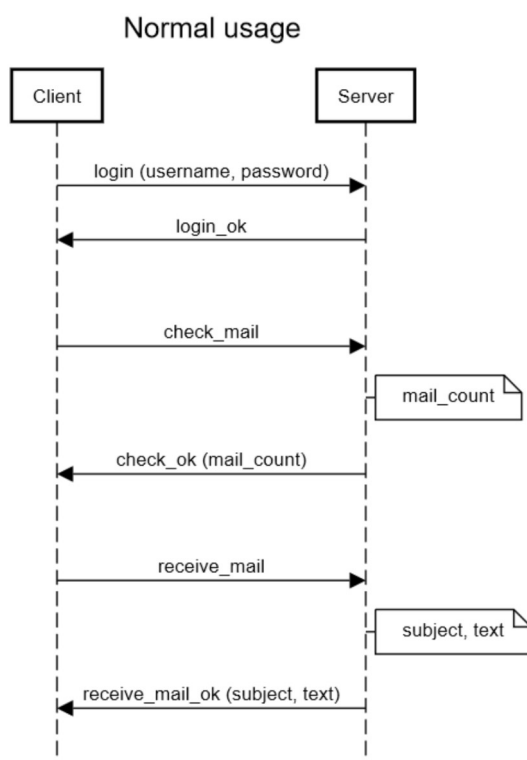 Normal usage
Client
Server
login (username, password)
login_ok
check_mail
mail_count
check_ok (mail_count)
receive_mail
subject, text
receive_mail_ok (subject, text)